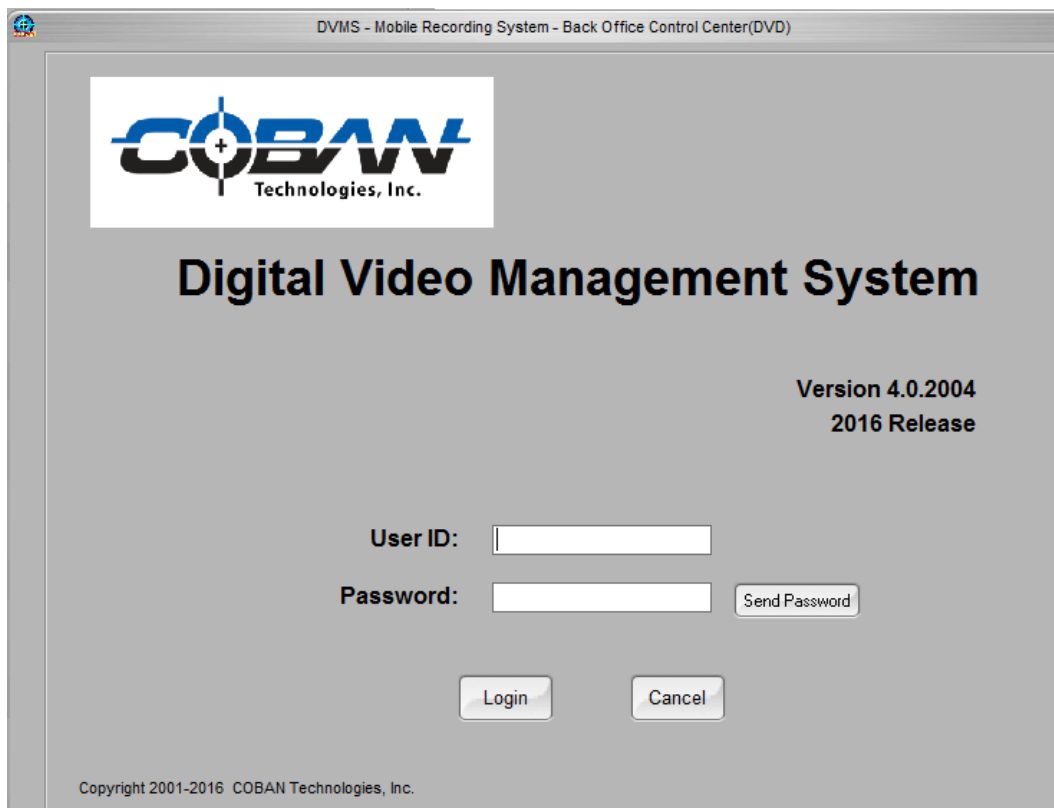 DVMS - Mobile Recording System - Back Office Control Center(DVD)
COBAN
Technologies, Inc.
Digital Video Management System
Version 4.0.2004
2016 Release
User ID:
Password:
Send Password
Login
Cancel
Copyright 2001-2016 COBAN Technologies, Inc.